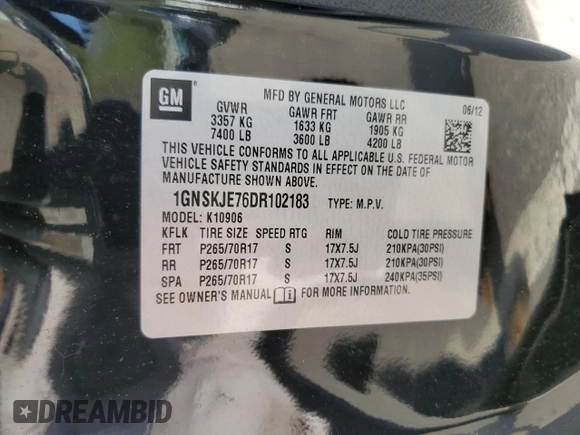 GM
MFD BY GENERAL MOTORS LLC
06/12
GVWR GAWR FRT GAWR RR
3357 KG 1633 KG 1905 KG
7400 LB 3600 LB 4200 LB
THIS VEHICLE CONFORMS TO ALL APPLICABLE U.S. FEDERAL MOTOR
VEHICLE SAFETY STANDARDS IN EFFECT ON THE DATE OF
MANUFACTURE SHOWN ABOVE.
1GNSKJE76DR102183 TYPE: M.P.V.
MODEL: K10906
KFLK TIRE SIZE SPEED RTG RIM COLD TIRE PRESSURE
FRT P265/70R17 S 17X7.5J 210KPA(30PSI)
RR P265/70R17 S 17X7.5J 210KPA(30PSI)
SPA P265/70R17 S 17X7.5J 240KPA(35PSI)
SEE OWNER'S MANUAL FOR MORE INFORMATION.
DREAMBID